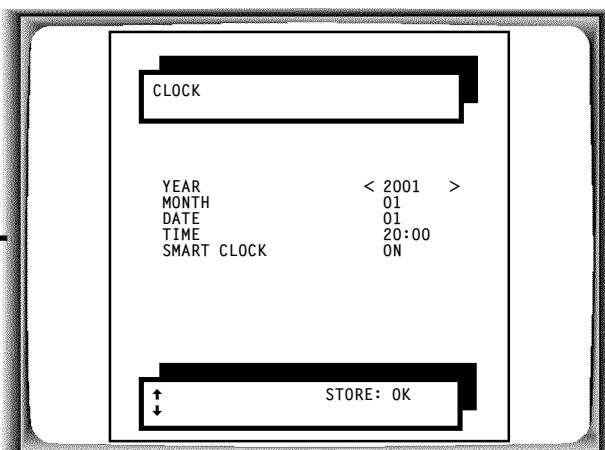 CLOCK
YEAR < 2001 >
MONTH 01
DATE 01
TIME 20:00
SMART CLOCK ON
↑ STORE: OK
↓